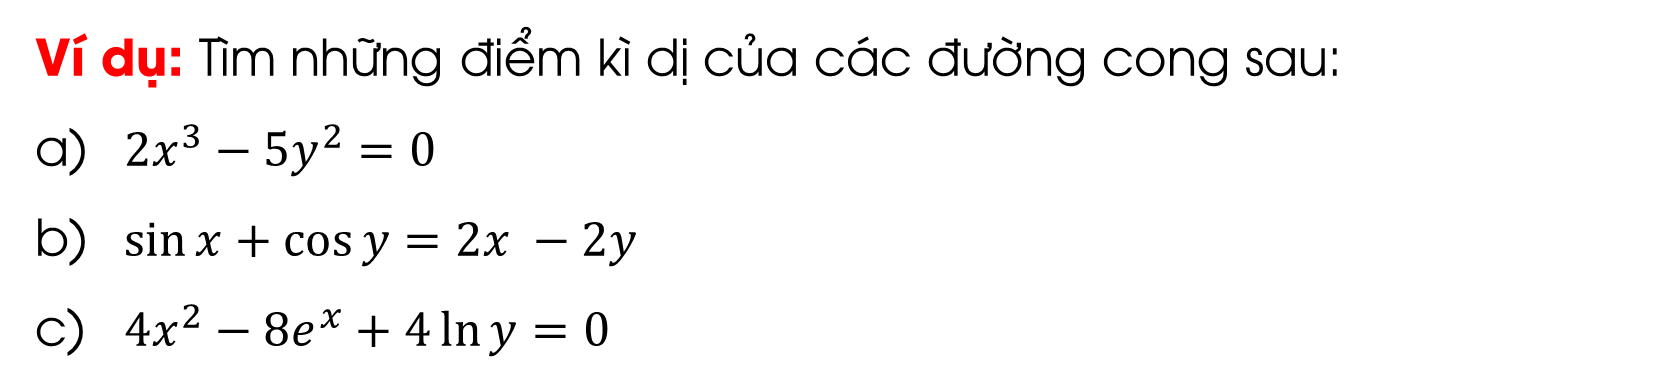 Ví dụ: Tìm những điểm kì dị của các đường cong sau:
a) 2x³ − 5y² = 0
b) sin x + cos y = 2x − 2y
c) 4x² − 8eˣ + 4 ln y = 0